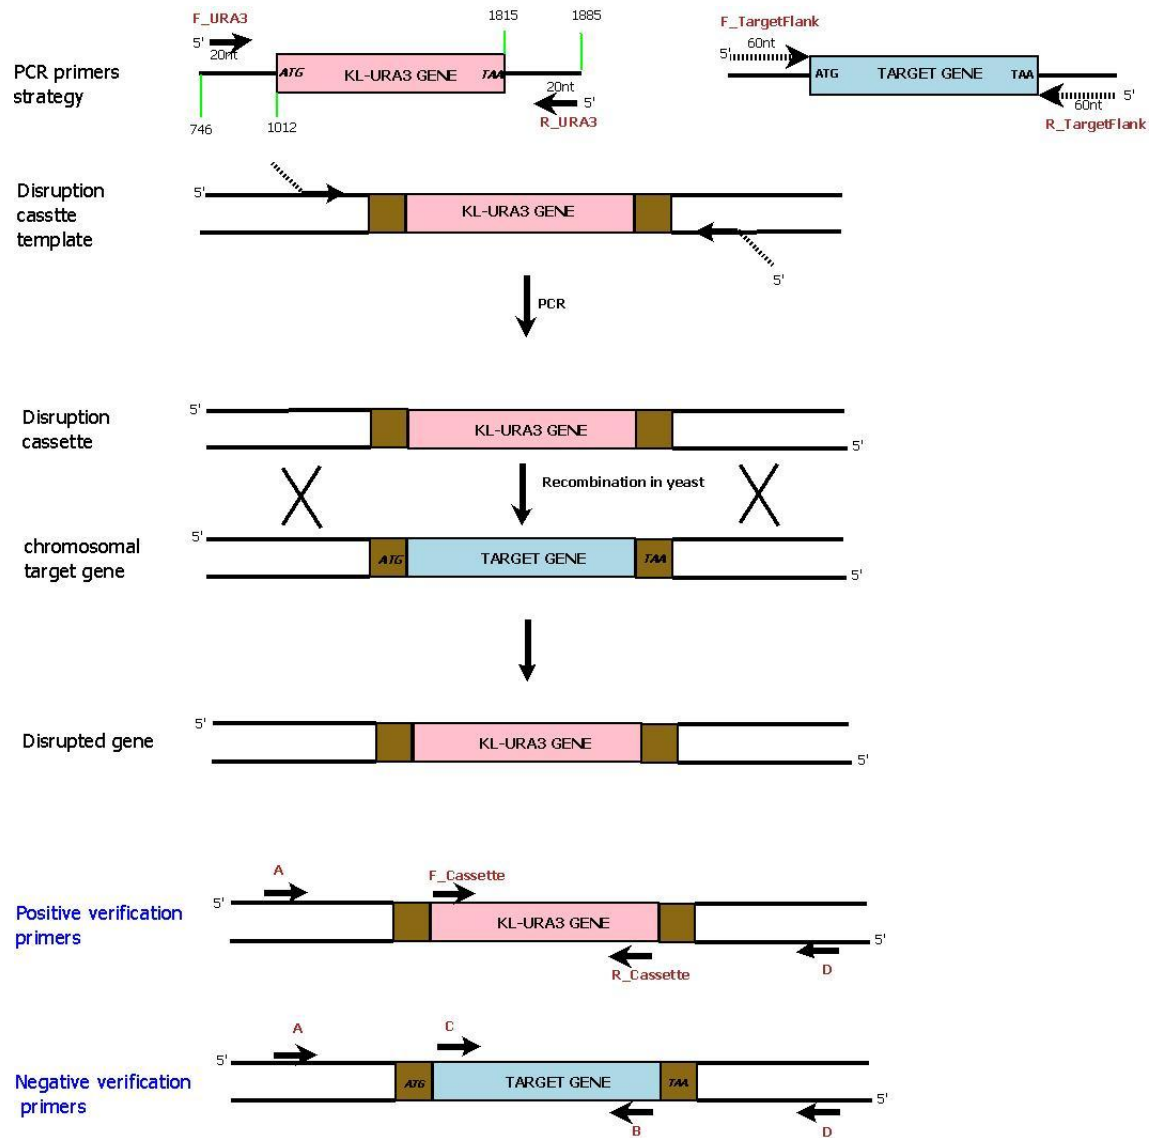 F_URA3
5'
20nt
1815
1885
PCR primers
strategy
ATG
KL-URA3 GENE
TAA
20nt
5'
R_URA3
746
1012
F_TargetFlank
5'
60nt
ATG
TARGET GENE
TAA
60nt
5'
R_TargetFlank
Disruption
casstte
template
5'
KL-URA3 GENE
5'
PCR
Disruption
cassette
5'
KL-URA3 GENE
5'
Recombination in yeast
chromosomal
target gene
5'
ATG
TARGET GENE
TAA
5'
Disrupted gene
5'
KL-URA3 GENE
5'
Positive verification
primers
A
F_Cassette
5'
KL-URA3 GENE
5'
R_Cassette
D
Negative verification
primers
A
C
5'
ATG
TARGET GENE
TAA
5'
B
D